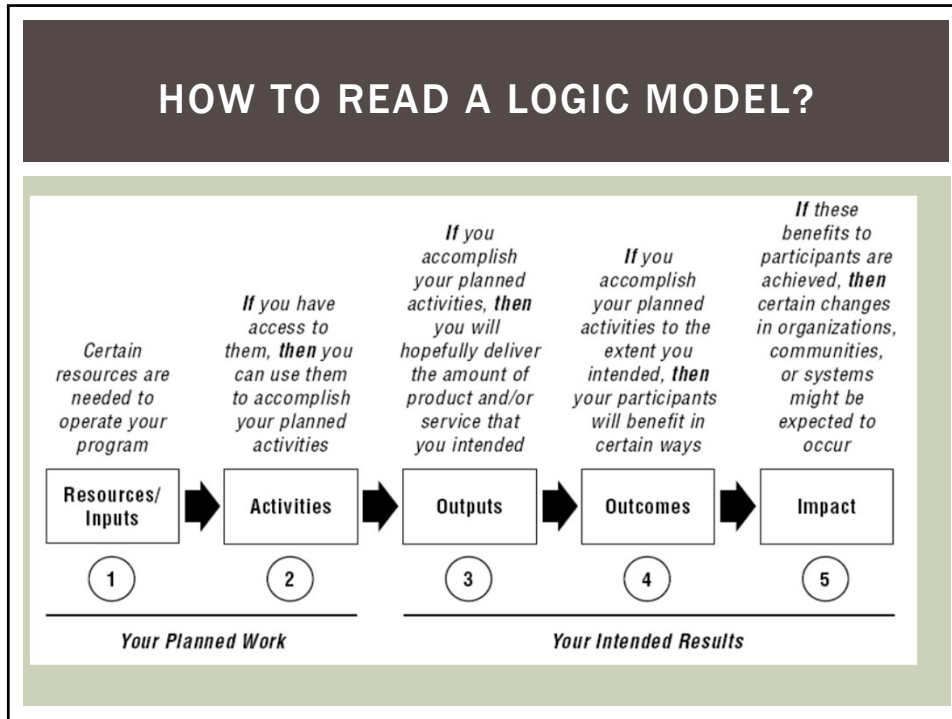 HOW TO READ A LOGIC MODEL?
Certain
resources are
needed to
operate your
program
If you have
access to
them, then you
can use them
to accomplish
your planned
activities
If you
accomplish
your planned
activities, then
you will
hopefully deliver
the amount of
product and/or
service that
you intended
If you
accomplish
your planned
activities to the
extent you
intended, then
your participants
will benefit in
certain ways
If these
benefits to
participants are
achieved, then
certain changes
in organizations,
communities,
or systems
might be
expected to
occur
Resources/
Inputs
Activities
Outputs
Outcomes
Impact
1
2
3
4
5
Your Planned Work
Your Intended Results